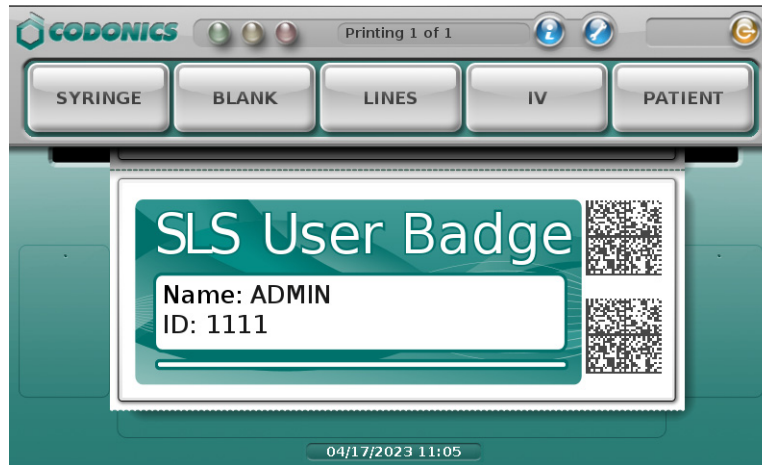 CODONICS
Printing 1 of 1
SYRINGE
BLANK
LINES
IV
PATIENT
SLS User Badge
Name: ADMIN
ID: 1111
04/17/2023 11:05